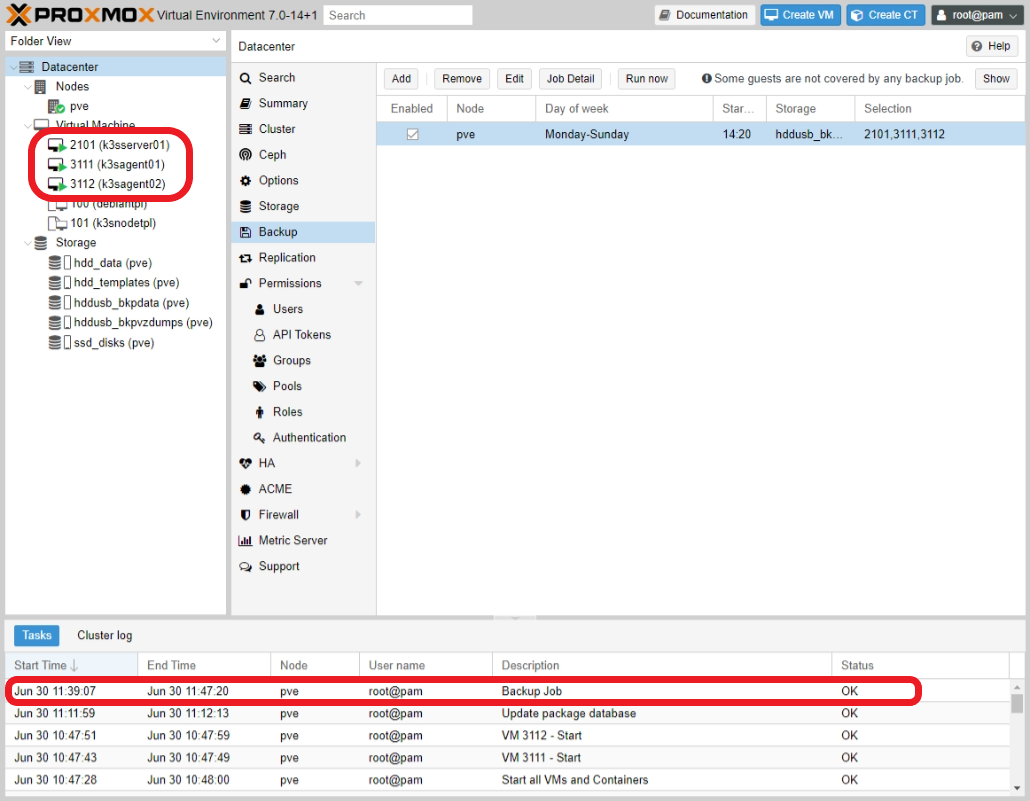 PROXMOX Virtual Environment 7.0-14+1 Search Documentation Create VM Create CT root@pam
Folder View
Datacenter
Nodes
pve
Virtual Machine
2101 (k3sserver01)
3111 (k3sagent01)
3112 (k3sagent02)
100 (debiantpl)
101 (k3snodetpl)
Storage
hdd_data (pve)
hdd_templates (pve)
hddusb_bkpdata (pve)
hddusb_bkpvzdumps (pve)
ssd_disks (pve)
Datacenter Help
Search
Summary
Cluster
Ceph
Options
Storage
Backup
Replication
Permissions
Users
API Tokens
Groups
Pools
Roles
Authentication
HA
ACME
Firewall
Metric Server
Support
Add Remove Edit Job Detail Run now Some guests are not covered by any backup job. Show
Enabled Node Day of week Star... Storage Selection
pve Monday-Sunday 14:20 hddusb_bk... 2101,3111,3112
Tasks Cluster log
Start Time End Time Node User name Description Status
Jun 30 11:39:07 Jun 30 11:47:20 pve root@pam Backup Job OK
Jun 30 11:11:59 Jun 30 11:12:13 pve root@pam Update package database OK
Jun 30 10:47:51 Jun 30 10:47:59 pve root@pam VM 3112 - Start OK
Jun 30 10:47:43 Jun 30 10:47:49 pve root@pam VM 3111 - Start OK
Jun 30 10:47:28 Jun 30 10:48:00 pve root@pam Start all VMs and Containers OK